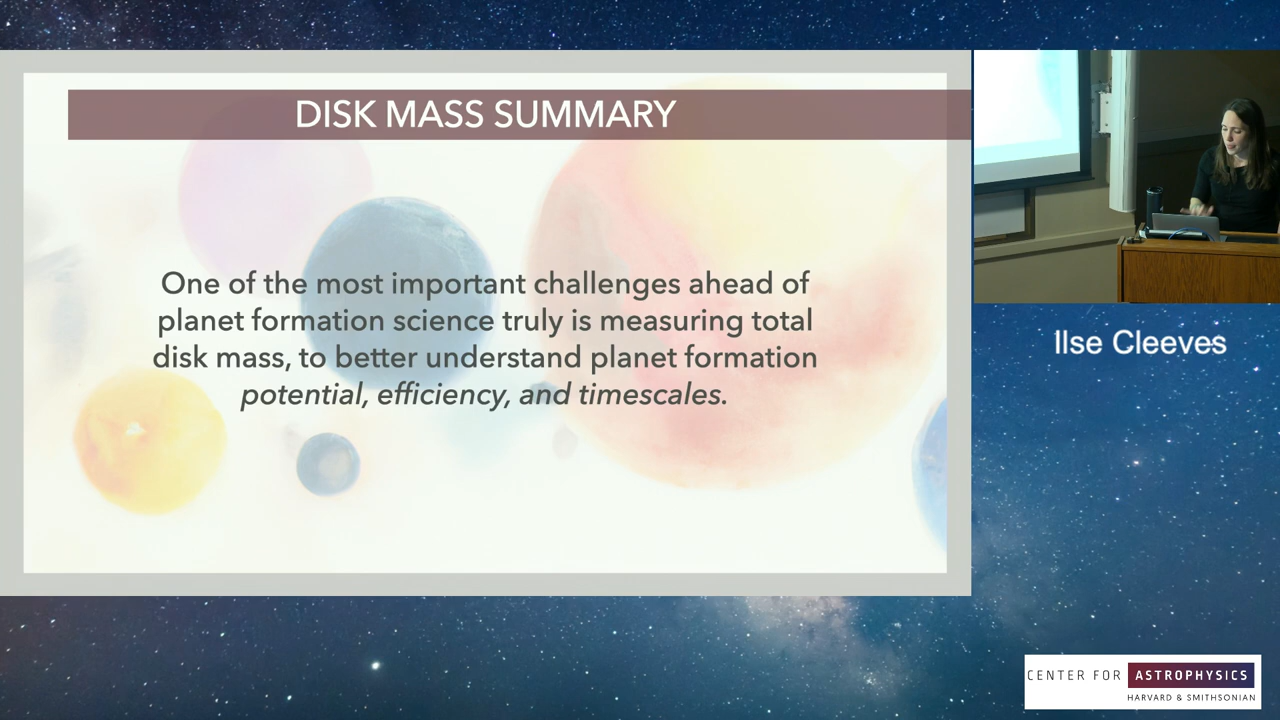 DISK MASS SUMMARY
One of the most important challenges ahead of
planet formation science truly is measuring total
disk mass, to better understand planet formation
potential, efficiency, and timescales.
Ilse Cleeves
CENTER FOR ASTROPHYSICS
HARVARD & SMITHSONIAN